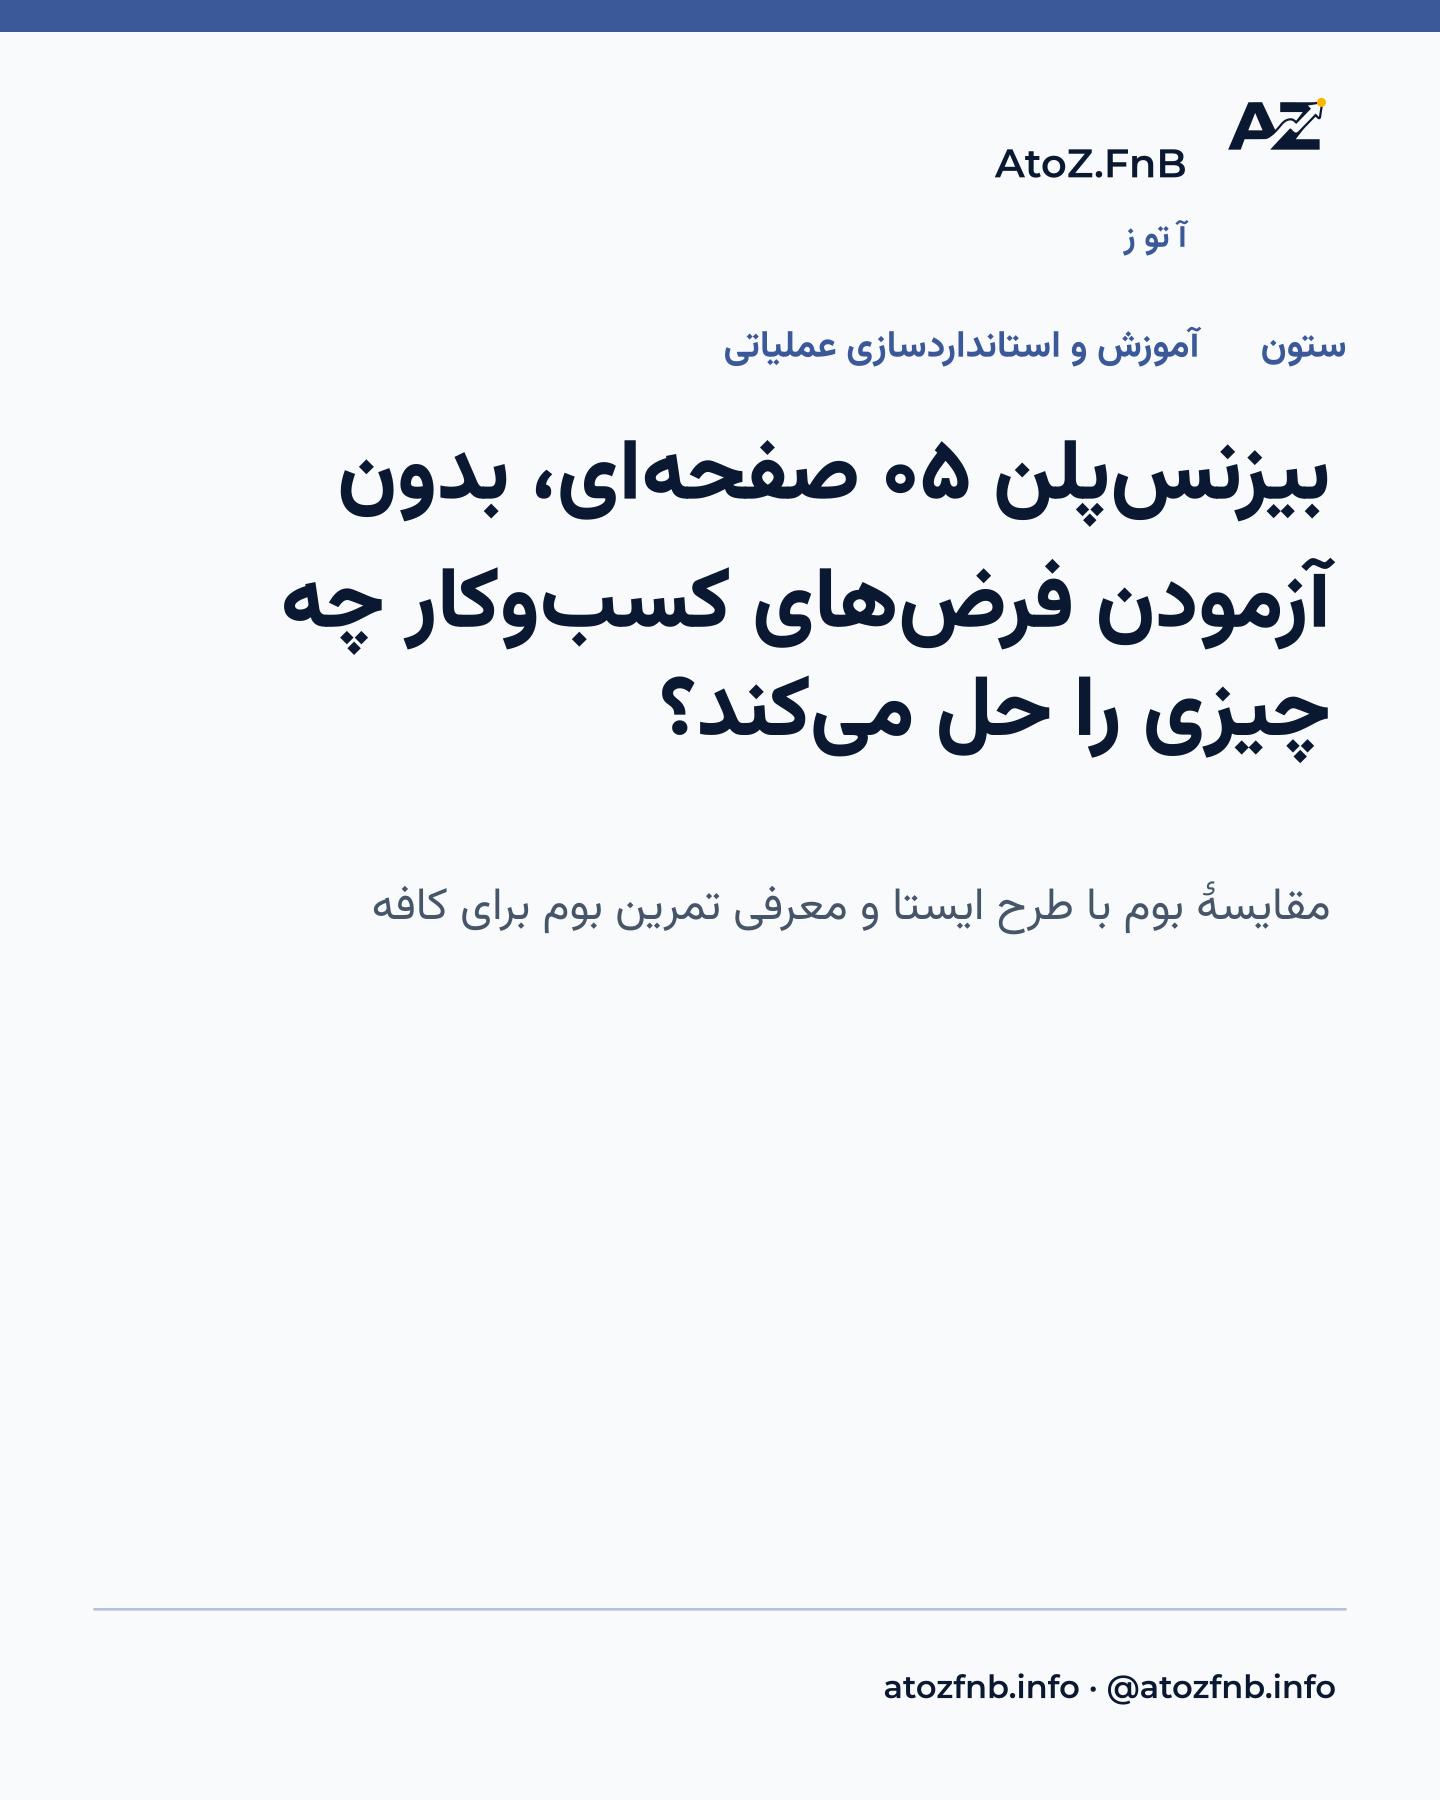 AZ
AtoZ.FnB
آ تو ز
ستون آموزش و استانداردسازی عملیاتی
بیزنس‌پلن ۵۰ صفحه‌ای، بدون
آزمودن فرض‌های کسب‌وکار چه
چیزی را حل می‌کند؟
مقایسهٔ بوم با طرح ایستا و معرفی تمرین بوم برای کافه
atozfnb.info · @atozfnb.info